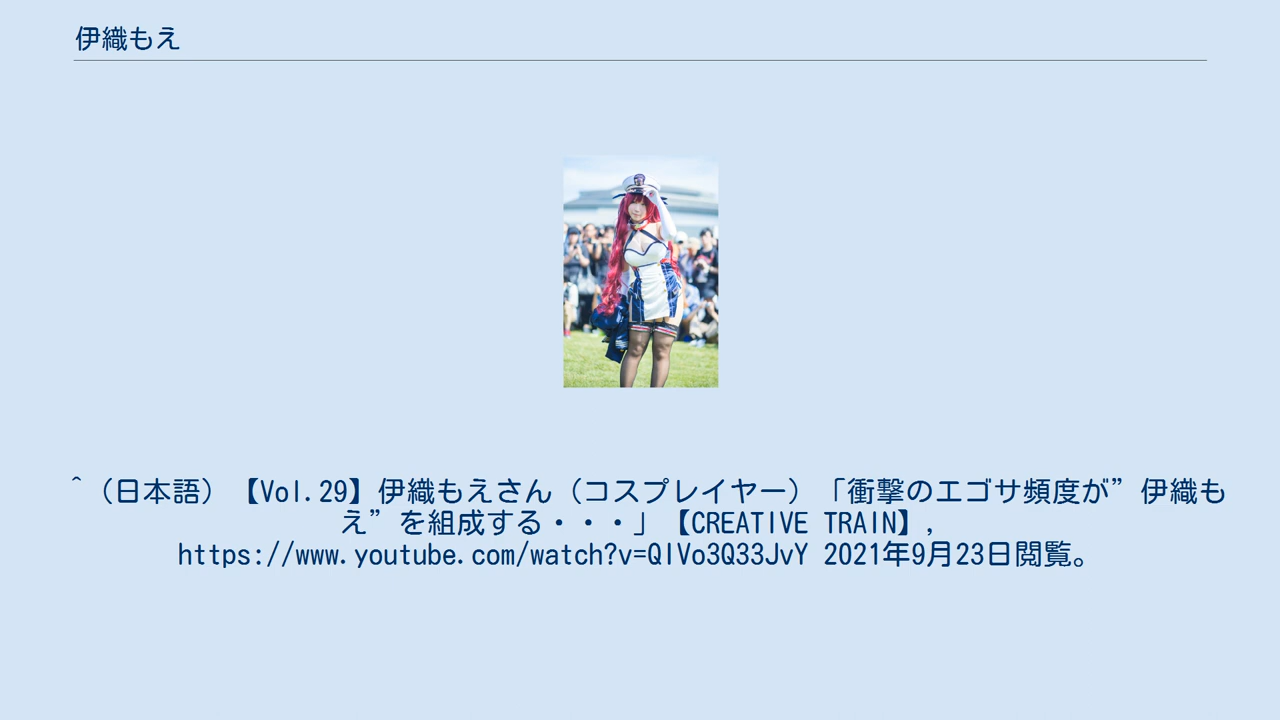 伊織もえ
^（日本語）【Vol.29】伊織もえさん（コスプレイヤー）「衝撃のエゴサ頻度が”伊織も
え”を組成する・・・」【CREATIVE TRAIN】,
https://www.youtube.com/watch?v=QIVo3Q33JvY 2021年9月23日閲覧。